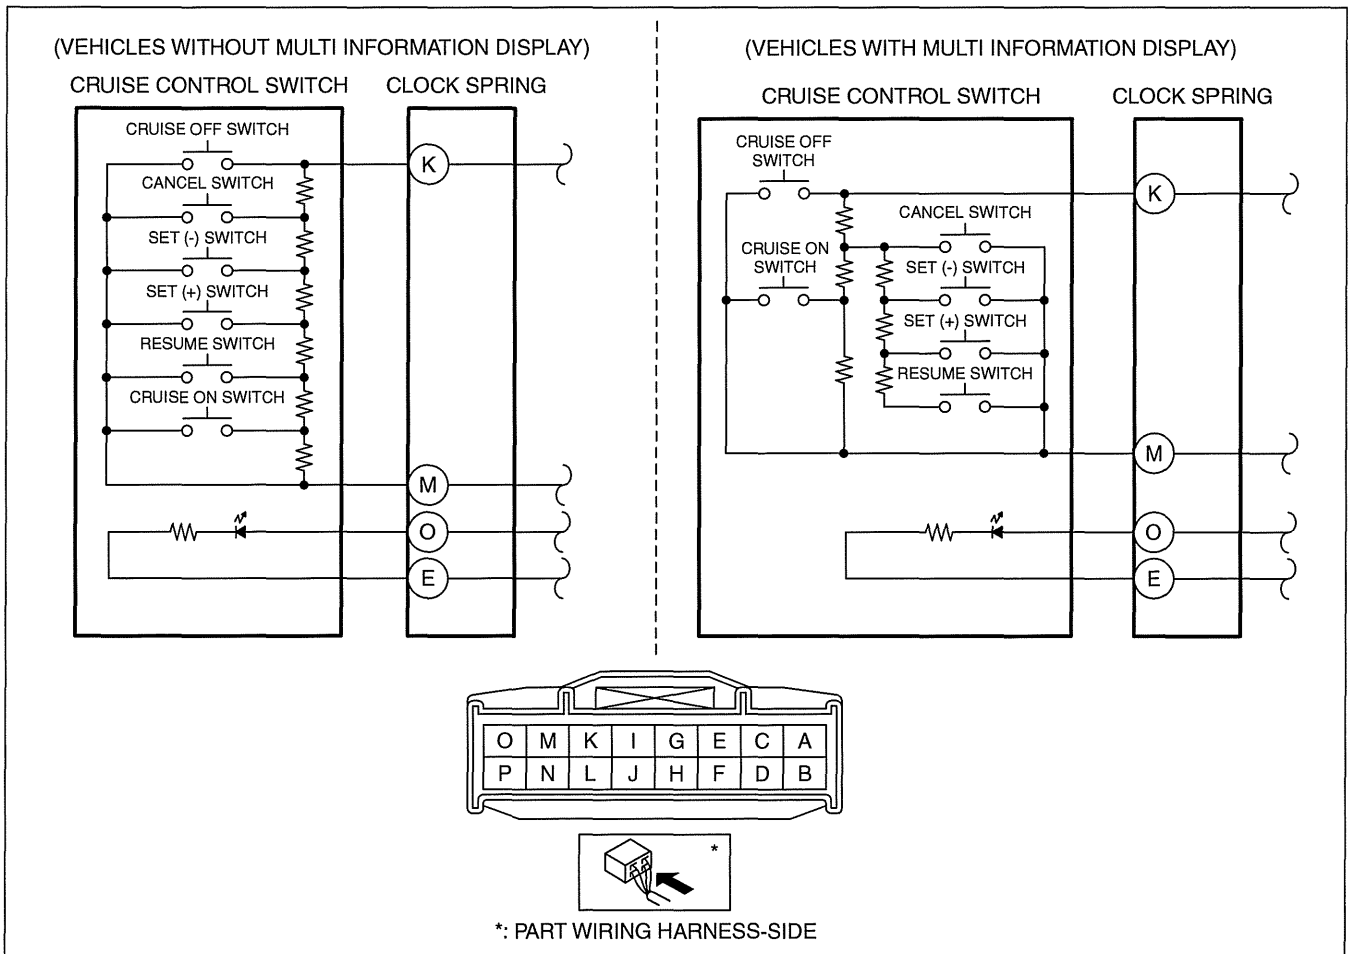 (VEHICLES WITHOUT MULTI INFORMATION DISPLAY)
CRUISE CONTROL SWITCH
CLOCK SPRING
CRUISE OFF SWITCH
K
CANCEL SWITCH
SET (-) SWITCH
SET (+) SWITCH
RESUME SWITCH
CRUISE ON SWITCH
M
O
E
(VEHICLES WITH MULTI INFORMATION DISPLAY)
CRUISE CONTROL SWITCH
CLOCK SPRING
CRUISE OFF
SWITCH
K
CANCEL SWITCH
CRUISE ON
SWITCH
SET (-) SWITCH
SET (+) SWITCH
RESUME SWITCH
M
O
E
O M K I G E C A
P N L J H F D B
*
*: PART WIRING HARNESS-SIDE